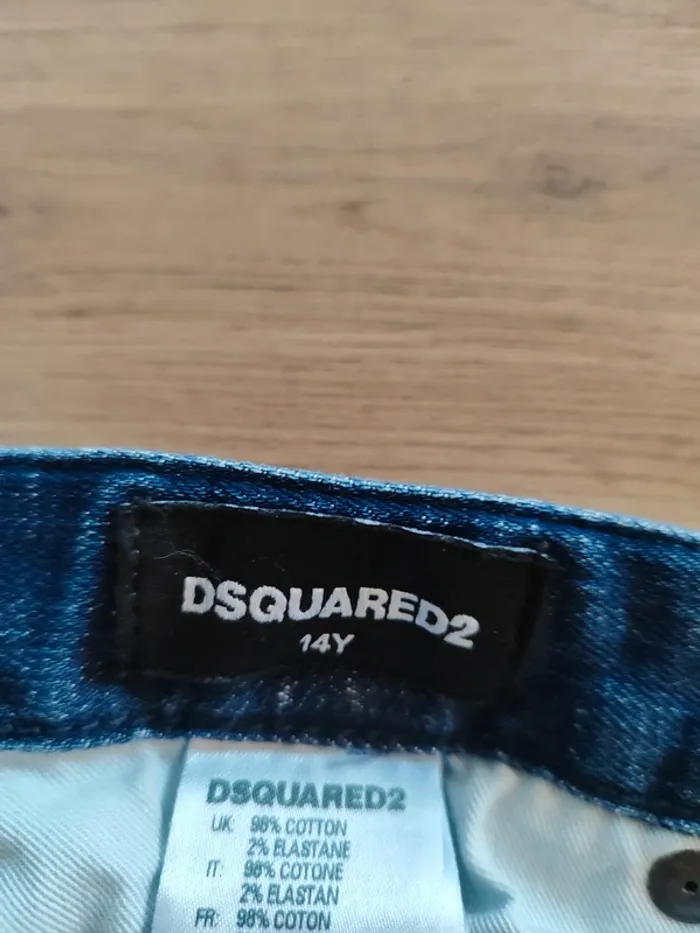 DSQUARED2
14Y
DSQUARED2
UK: 98% COTTON
2% ELASTANE
IT: 98% COTONE
2% ELASTAN
FR: 98% COTON